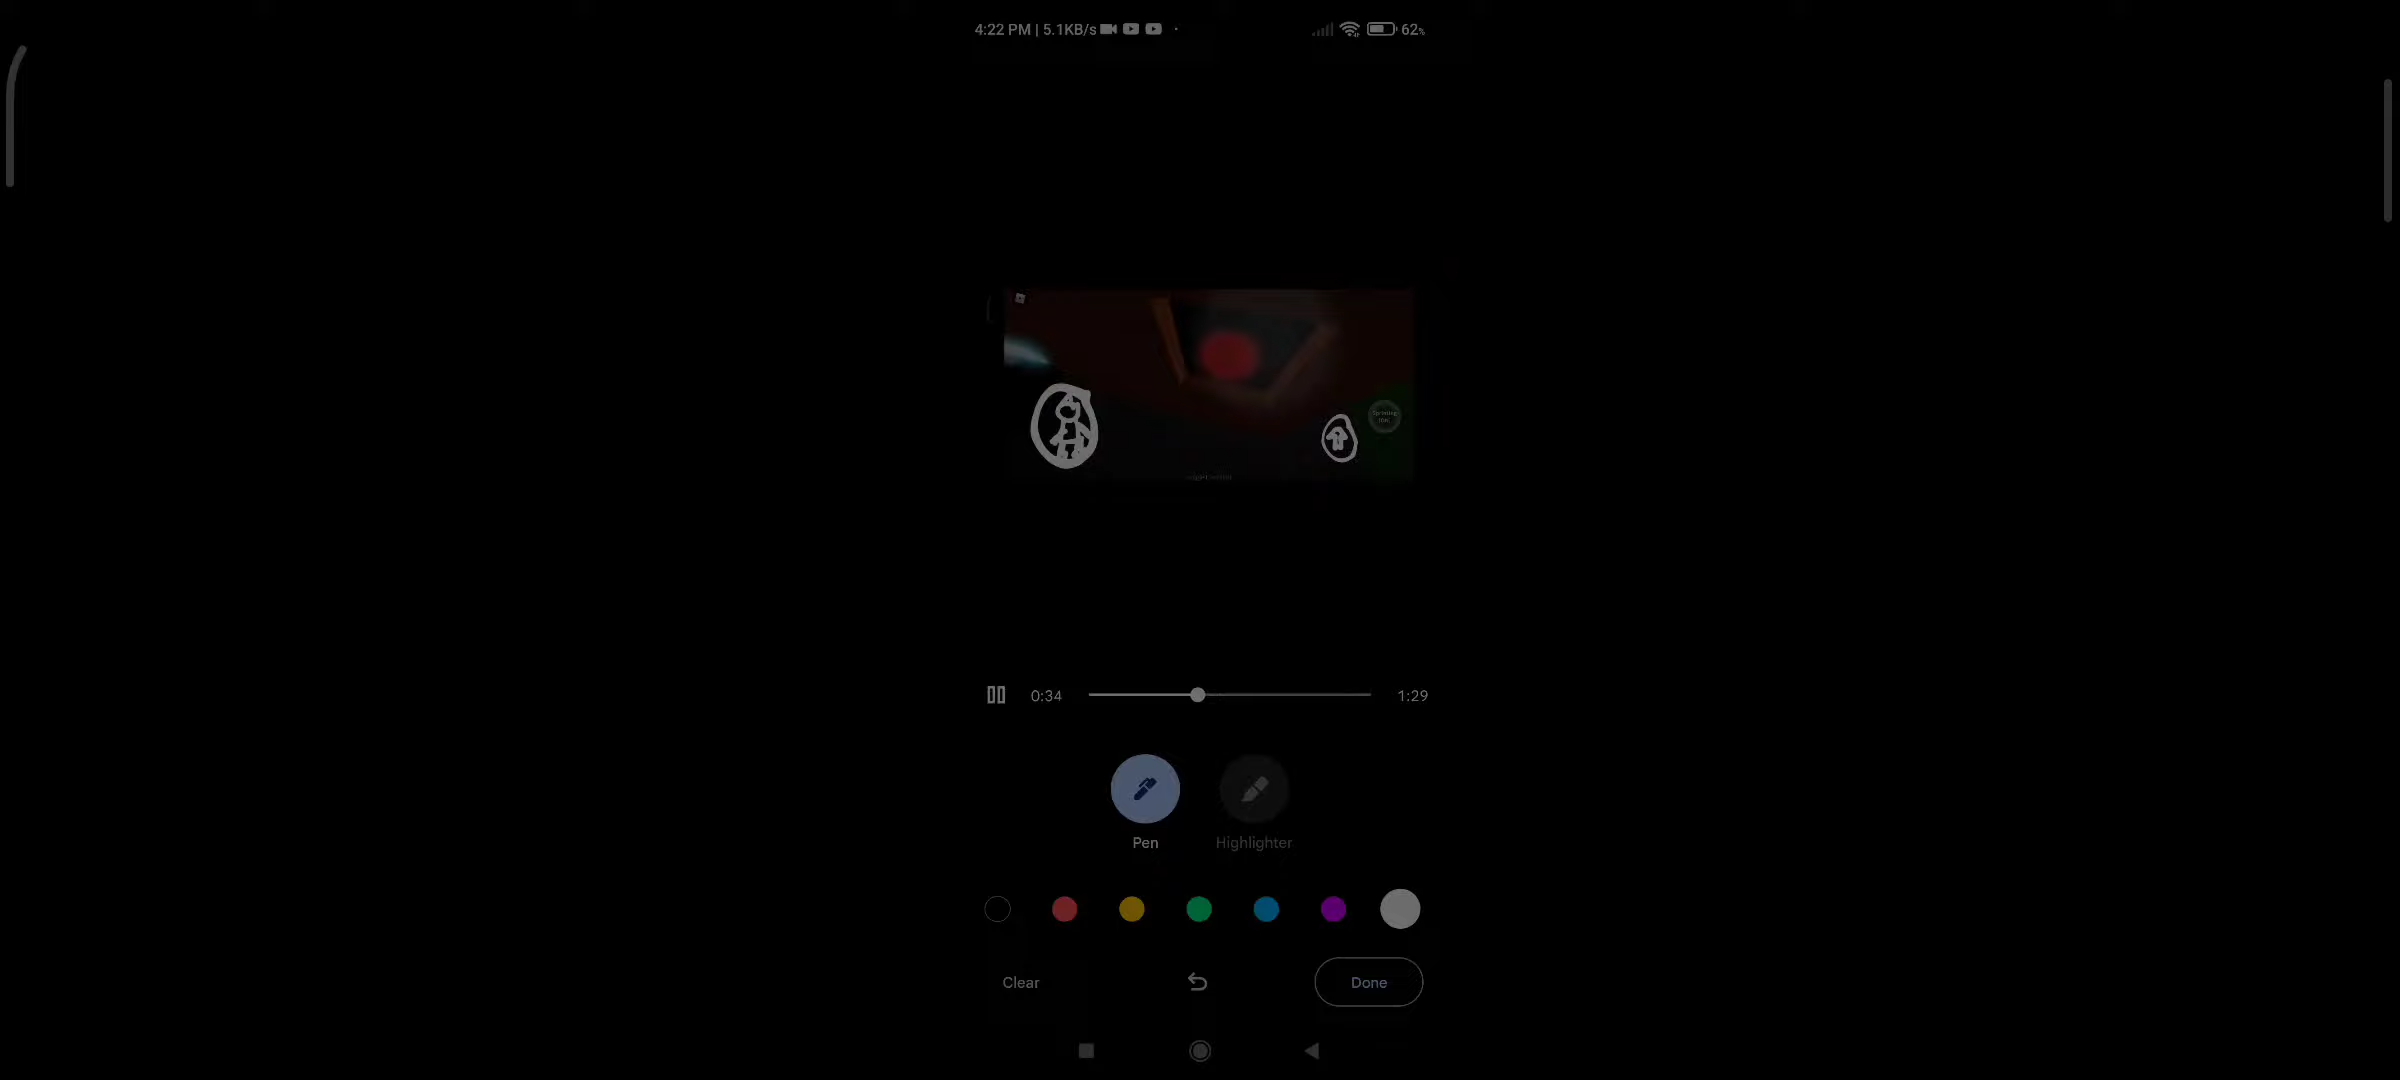 4:22 PM | 5.1KB/s
62%
0:34
1:29
Pen
Highlighter
Clear
Done